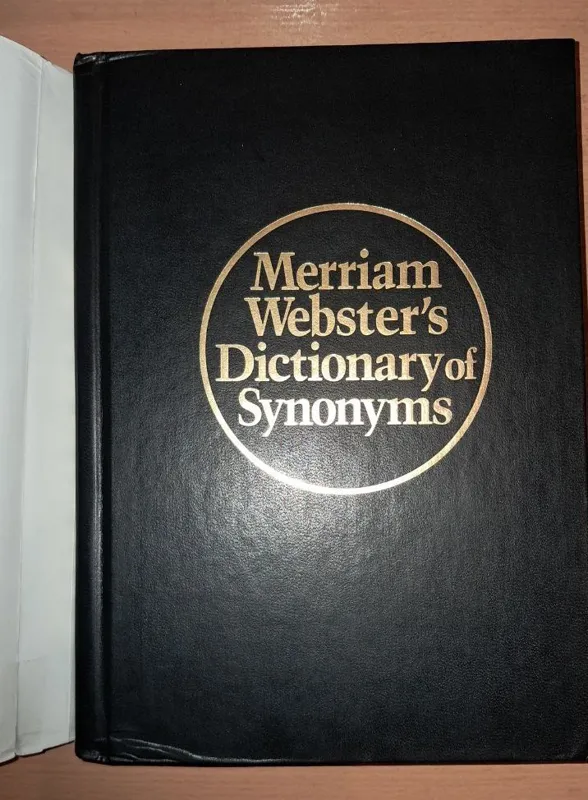 Merriam
Webster's
Dictionary of
Synonyms